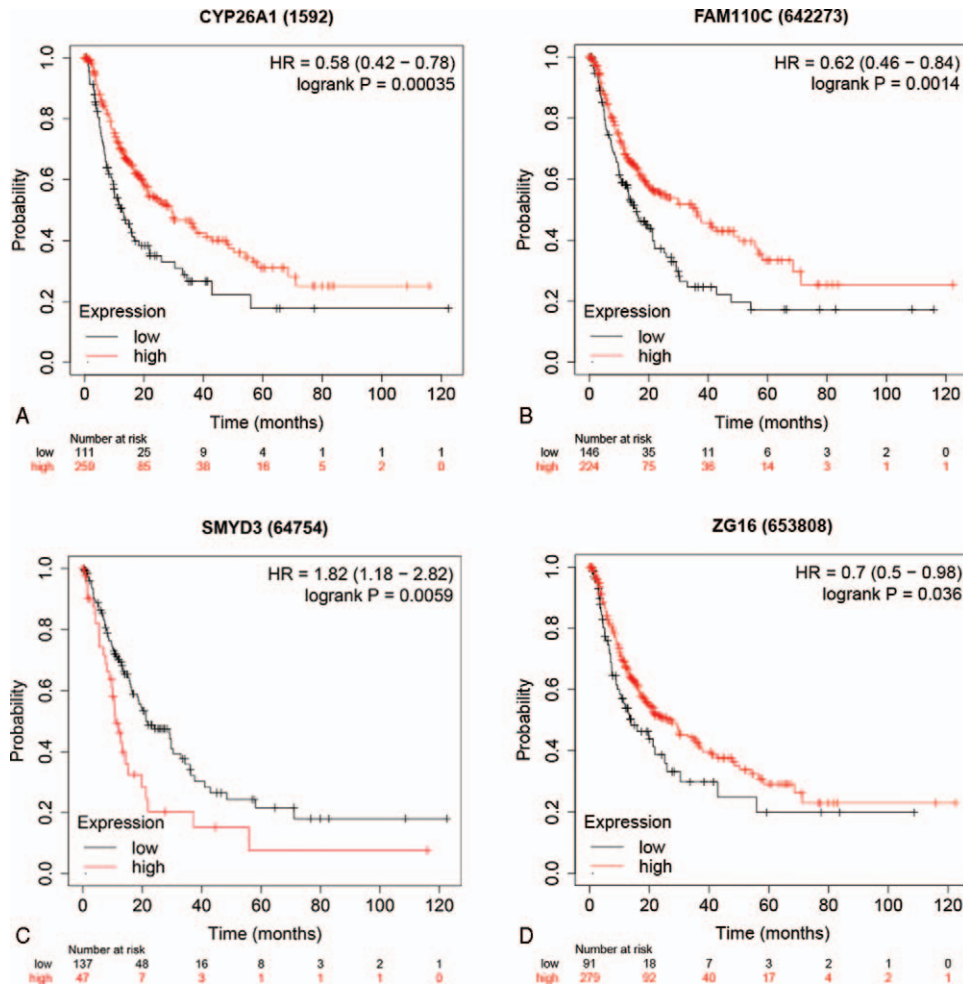 CYP26A1 (1592)
HR = 0.58 (0.42 − 0.78)
logrank P = 0.00035
Probability
1.0
0.8
0.6
0.4
0.2
0.0
Expression
low
high
0 20 40 60 80 100 120
Time (months)
A
Number at risk
low 111 25 9 4 1 1 1
high 259 85 38 16 5 2 0
FAM110C (642273)
HR = 0.62 (0.46 − 0.84)
logrank P = 0.0014
Probability
1.0
0.8
0.6
0.4
0.2
0.0
Expression
low
high
0 20 40 60 80 100 120
Time (months)
B
Number at risk
low 146 35 11 6 3 2 0
high 224 75 36 14 3 1 1
SMYD3 (64754)
HR = 1.82 (1.18 − 2.82)
logrank P = 0.0059
Probability
1.0
0.8
0.6
0.4
0.2
0.0
Expression
low
high
0 20 40 60 80 100 120
Time (months)
C
Number at risk
low 137 48 16 8 3 2 1
high 47 7 3 1 1 1 0
ZG16 (653808)
HR = 0.7 (0.5 − 0.98)
logrank P = 0.036
Probability
1.0
0.8
0.6
0.4
0.2
0.0
Expression
low
high
0 20 40 60 80 100 120
Time (months)
D
Number at risk
low 91 18 7 3 2 1 0
high 279 92 40 17 4 2 1